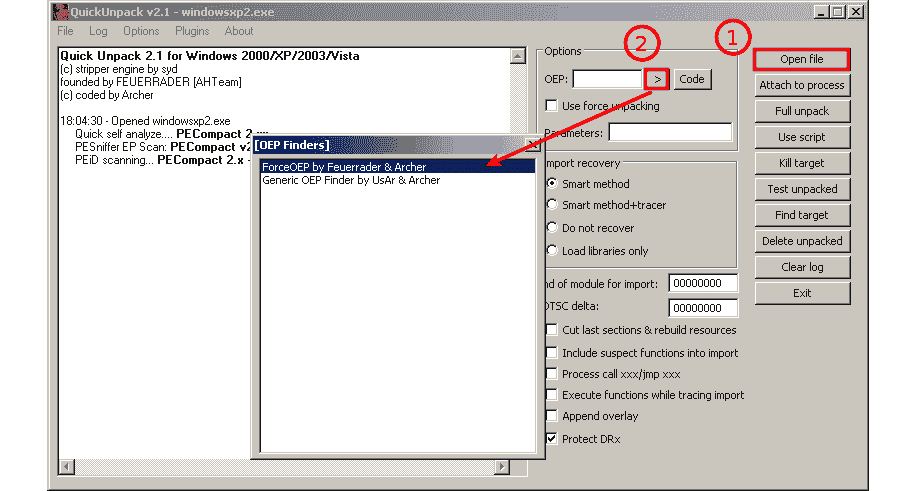 QuickUnpack v2.1 - windowsxp2.exe
File Log Options Plugins About
Quick Unpack 2.1 for Windows 2000/XP/2003/Vista
(c) stripper engine by syd
founded by FEUERRADER [AHTeam]
(c) coded by Archer
18:04:30 - Opened windowsxp2.exe
Quick self analyze.... PECompact 2
PESniffer EP Scan: PECompact v2
PEiD scanning... PECompact 2.x -
[OEP Finders]
ForceOEP by Feuerrader & Archer
Generic OEP Finder by UsAr & Archer
Options
2
1
OEP: > Code
Use force unpacking
Parameters:
mport recovery
Smart method
Smart method+tracer
Do not recover
Load libraries only
nd of module for import: 00000000
DTSC delta: 00000000
Cut last sections & rebuild resources
Include suspect functions into import
Process call xxx/jmp xxx
Execute functions while tracing import
Append overlay
Protect DRx
Open file
Attach to process
Full unpack
Use script
Kill target
Test unpacked
Find target
Delete unpacked
Clear log
Exit